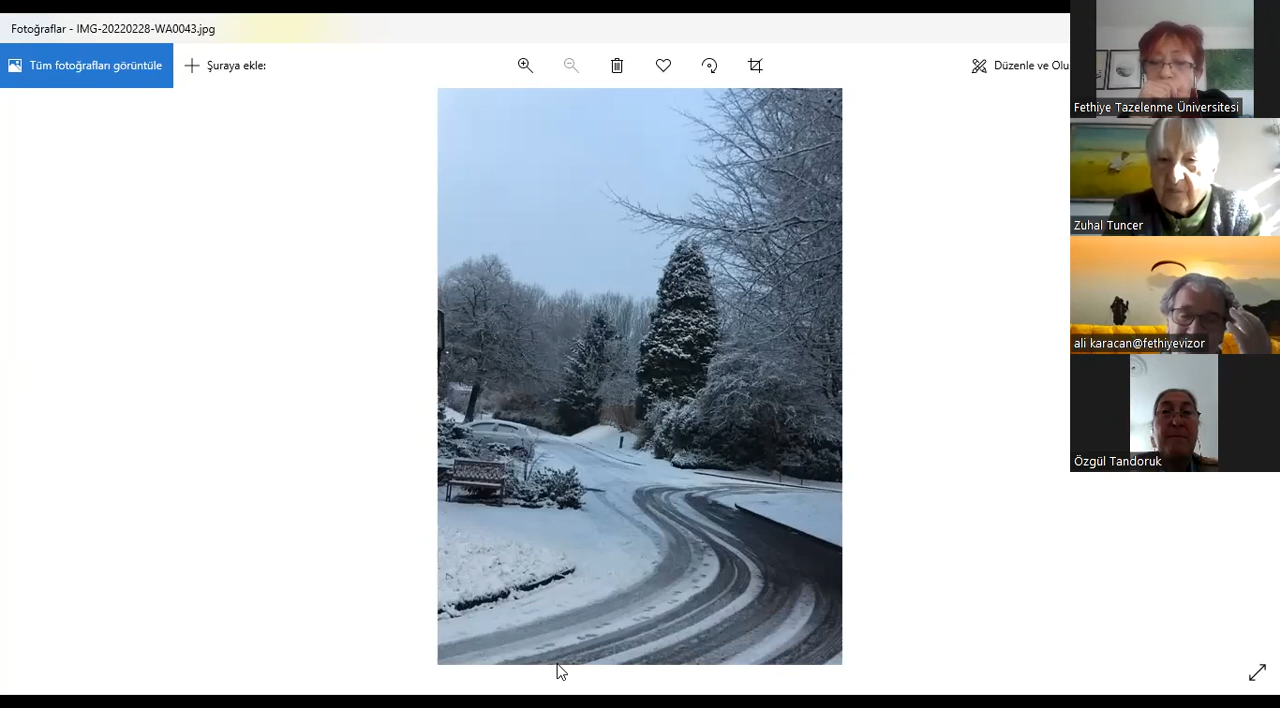 Fotoğraflar - IMG-20220228-WA0043.jpg
Tüm fotoğrafları görüntüle
Şuraya ekle:
Düzenle ve Olu
Fethiye Tazelenme Üniversitesi
Zuhal Tuncer
ali karacan@fethiyevizor
Özgül Tandoruk